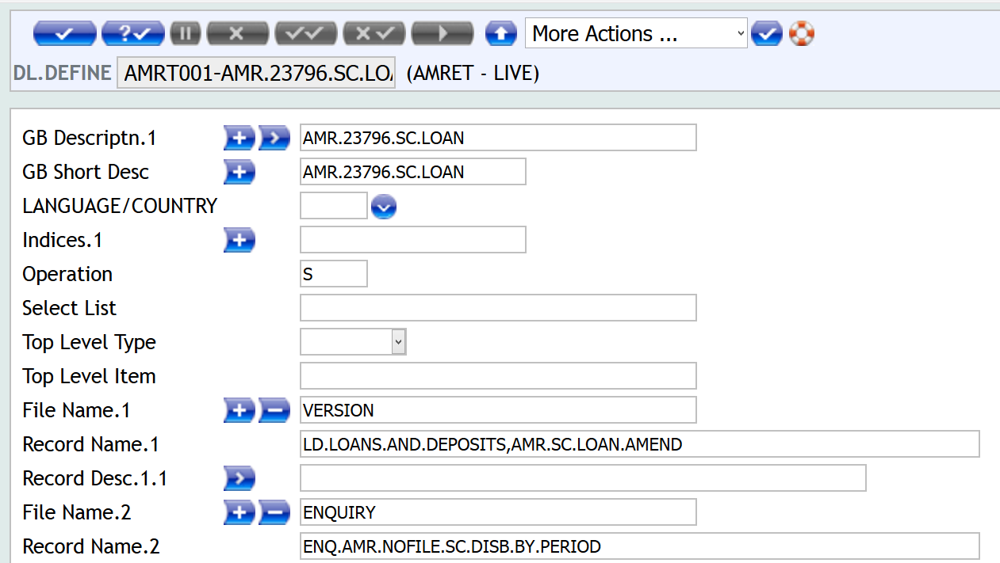 More Actions ...
DL.DEFINE AMRT001-AMR.23796.SC.LO (AMRET - LIVE)
GB Descriptn.1 AMR.23796.SC.LOAN
GB Short Desc AMR.23796.SC.LOAN
LANGUAGE/COUNTRY
Indices.1
Operation S
Select List
Top Level Type
Top Level Item
File Name.1 VERSION
Record Name.1 LD.LOANS.AND.DEPOSITS,AMR.SC.LOAN.AMEND
Record Desc.1.1
File Name.2 ENQUIRY
Record Name.2 ENQ.AMR.NOFILE.SC.DISB.BY.PERIOD